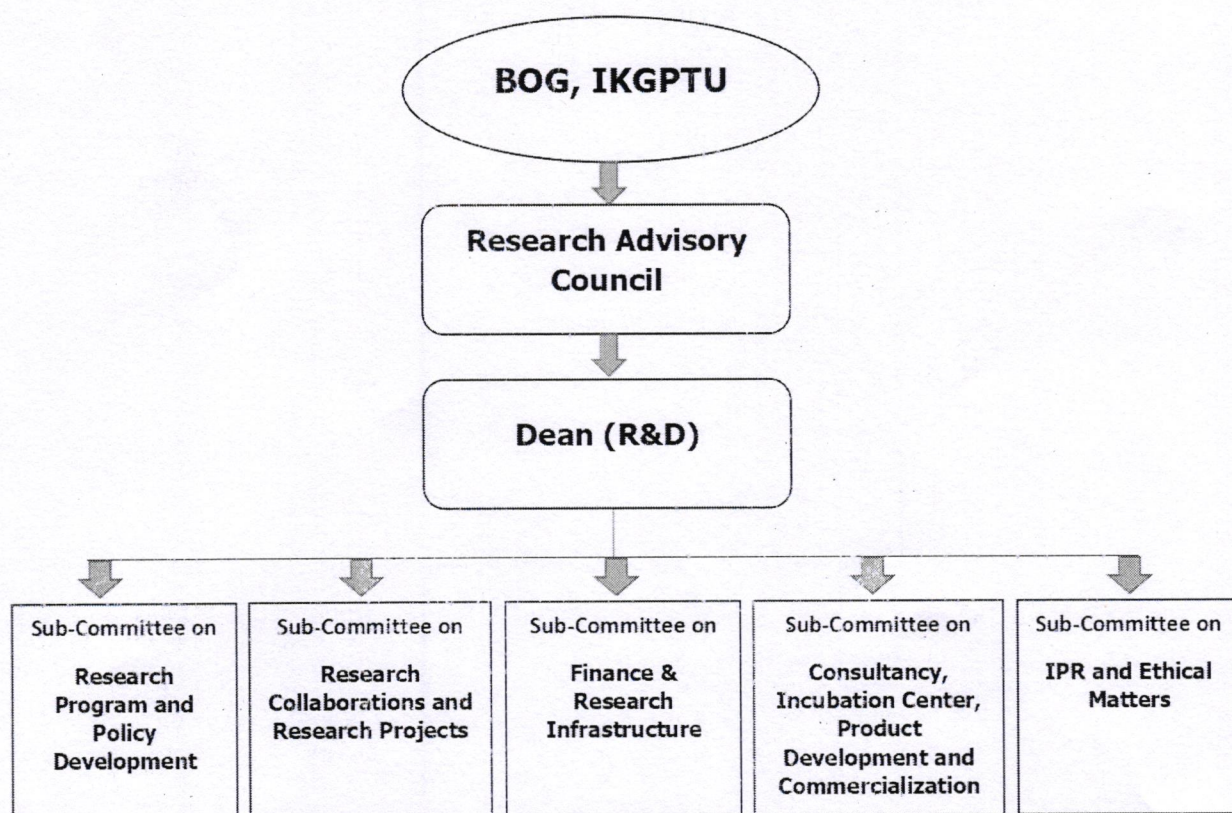 BOG, IKGPTU
Research Advisory
Council
Dean (R&D)
Sub-Committee on
Research
Program and
Policy
Development
Sub-Committee on
Research
Collaborations and
Research Projects
Sub-Committee on
Finance &
Research
Infrastructure
Sub-Committee on
Consultancy,
Incubation Center,
Product
Development and
Commercialization
Sub-Committee on
IPR and Ethical
Matters